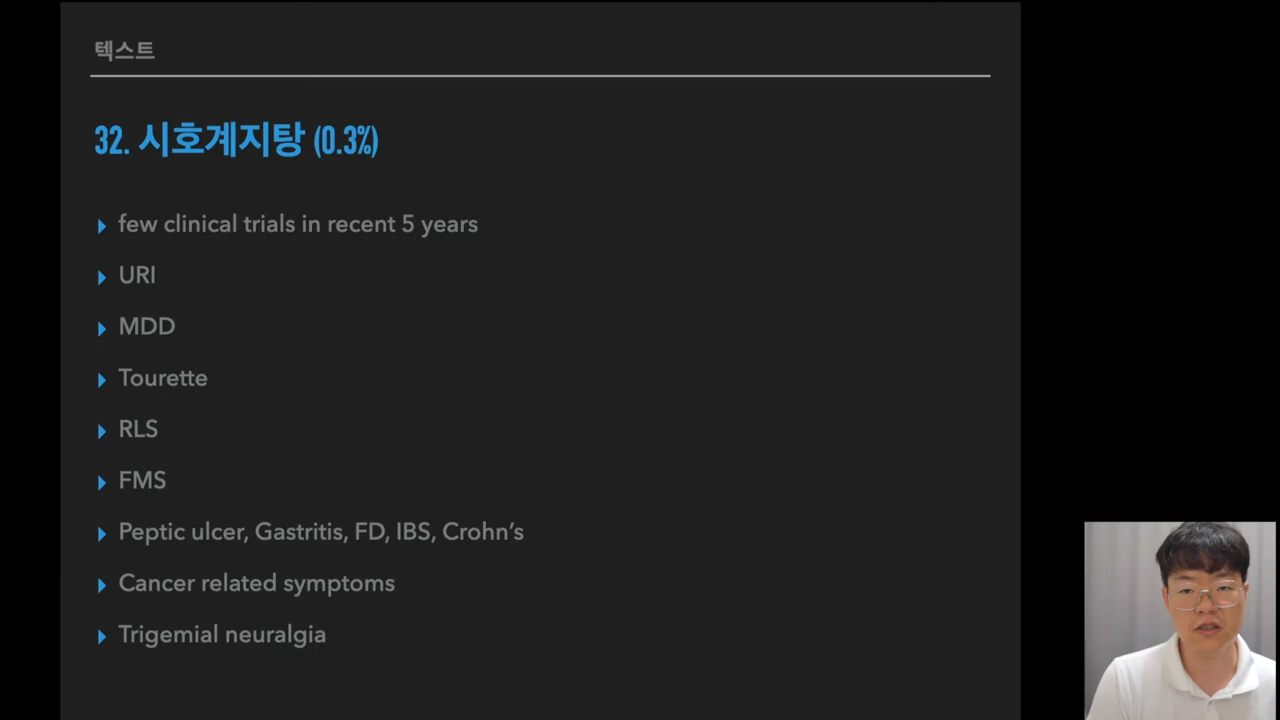 텍스트
32. 시호계지탕 (0.3%)
few clinical trials in recent 5 years
URI
MDD
Tourette
RLS
FMS
Peptic ulcer, Gastritis, FD, IBS, Crohn’s
Cancer related symptoms
Trigemial neuralgia